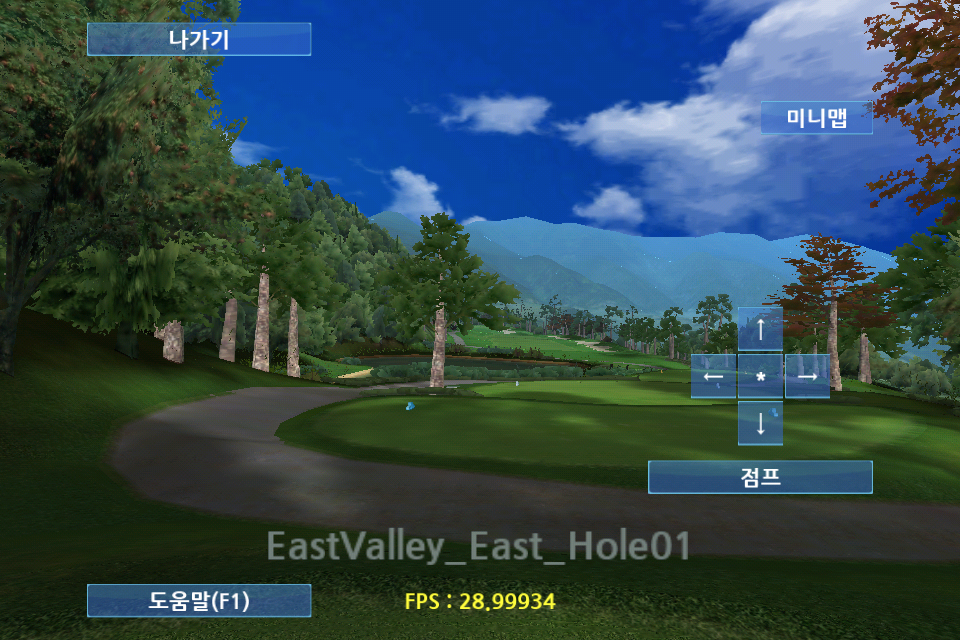 나가기
미니맵
↑
← * →
↓
점프
EastValley_East_Hole01
도움말(F1)
FPS : 28.99934